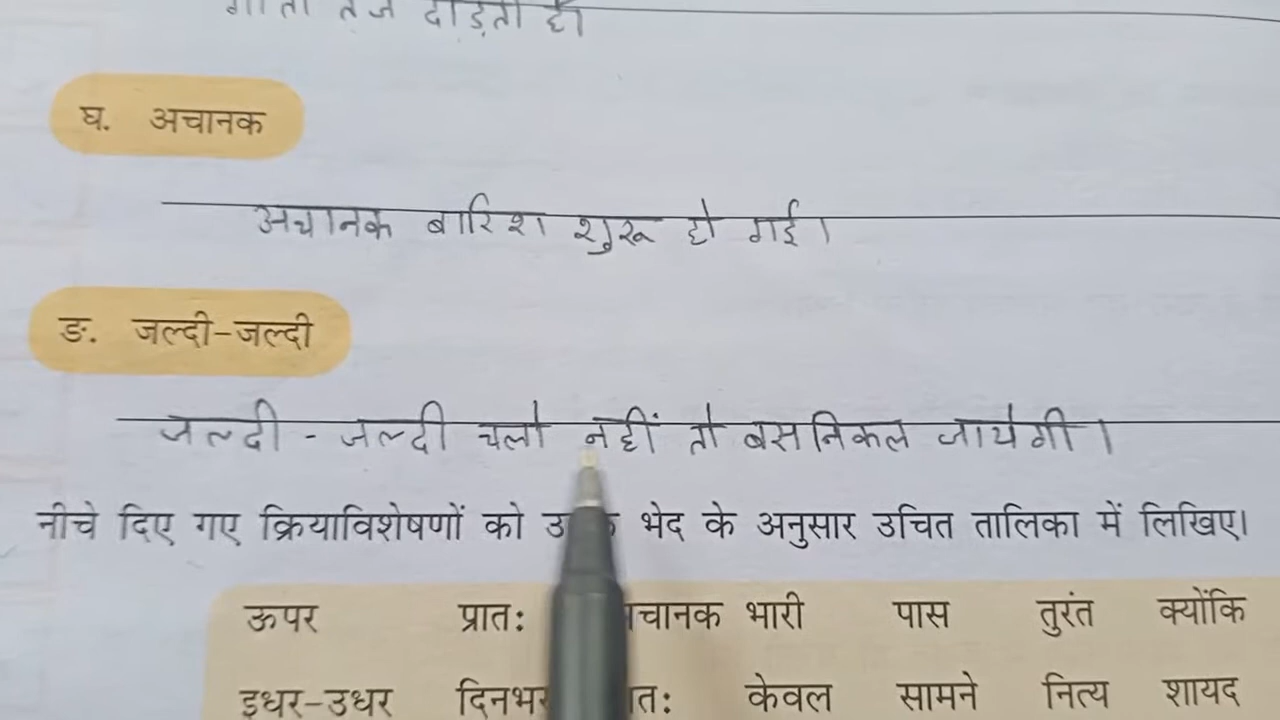 घ. अचानक
अचानक बारिश शुरू हो गई।
ङ. जल्दी-जल्दी
जल्दी - जल्दी चलो नहीं तो बस निकल जायेगी।
नीचे दिए गए क्रियाविशेषणों को भेद के अनुसार उचित तालिका में लिखिए।
ऊपर प्रातः भारी पास तुरंत क्योंकि
इधर-उधर केवल सामने नित्य शायद